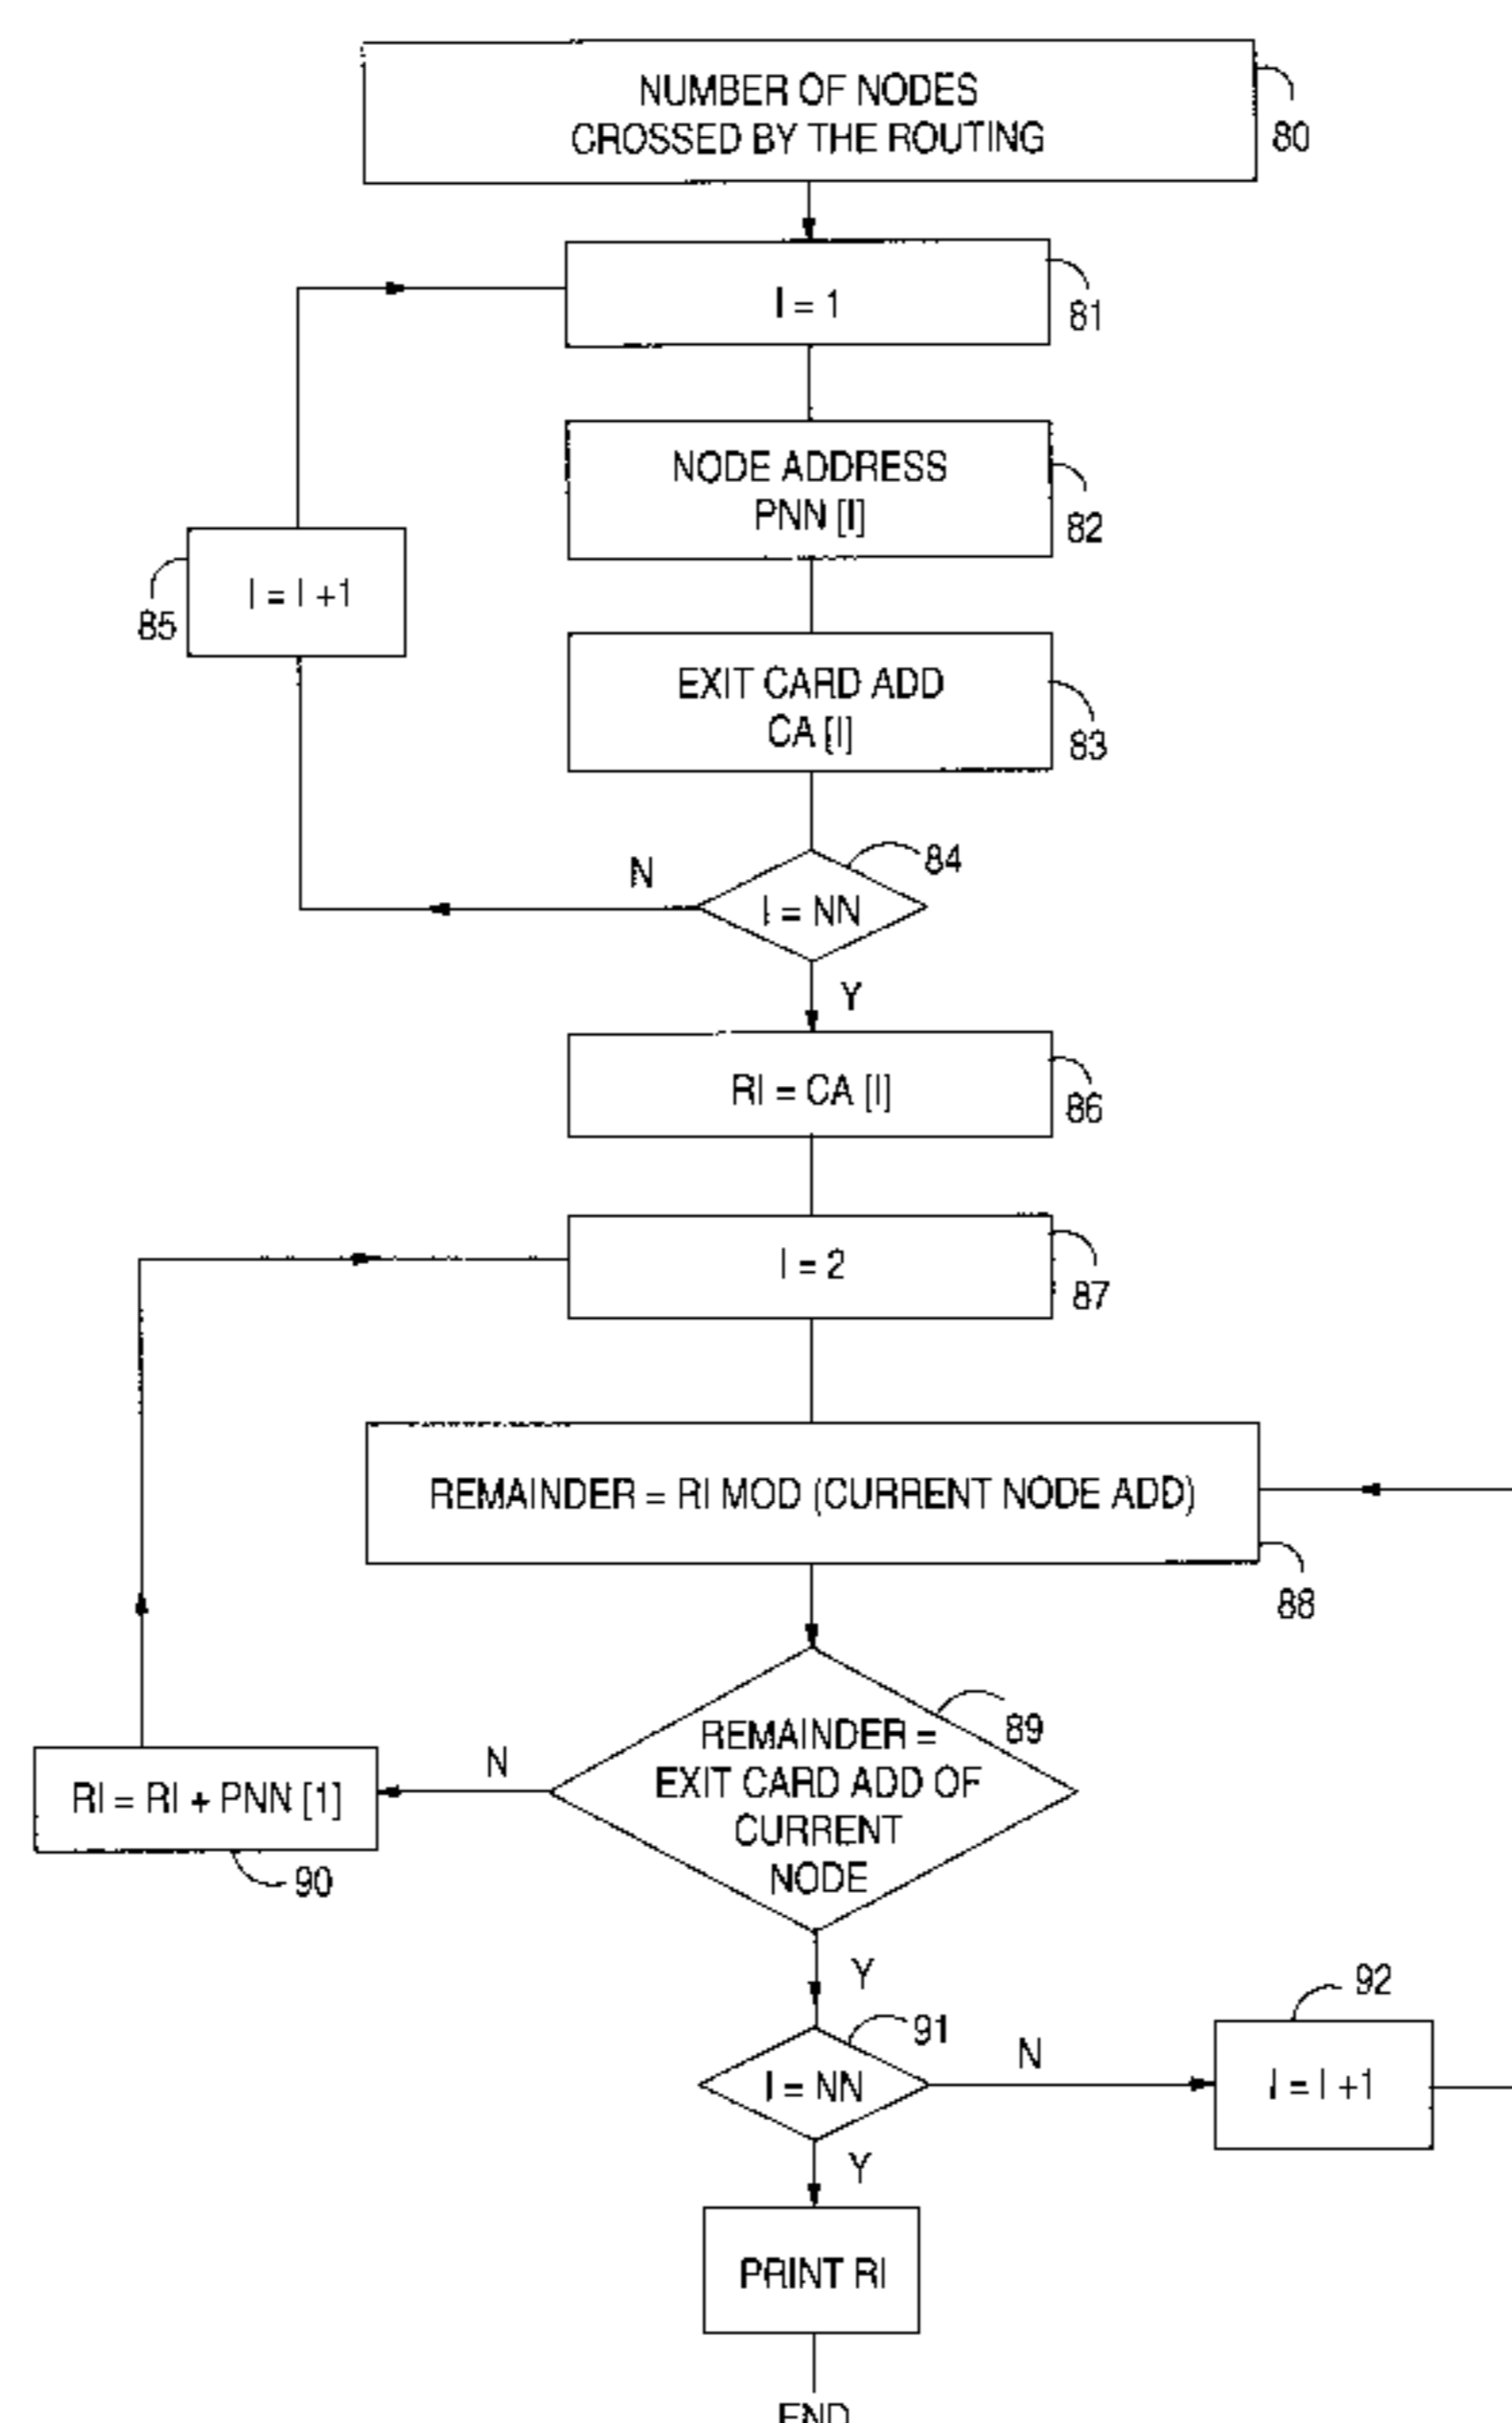 NUMBER OF NODES
CROSSED BY THE ROUTING
80
I = 1
81
NODE ADDRESS
PNN [I]
82
I = I +1
85
EXIT CARD ADD
CA [I]
83
84
N
I = NN
Y
RI = CA [I]
86
I = 2
87
REMAINDER = RI MOD (CURRENT NODE ADD)
88
89
REMAINDER =
EXIT CARD ADD OF
CURRENT
NODE
N
RI = RI + PNN [1]
90
Y
92
91
I = NN
N
I = I +1
Y
PRINT RI
END